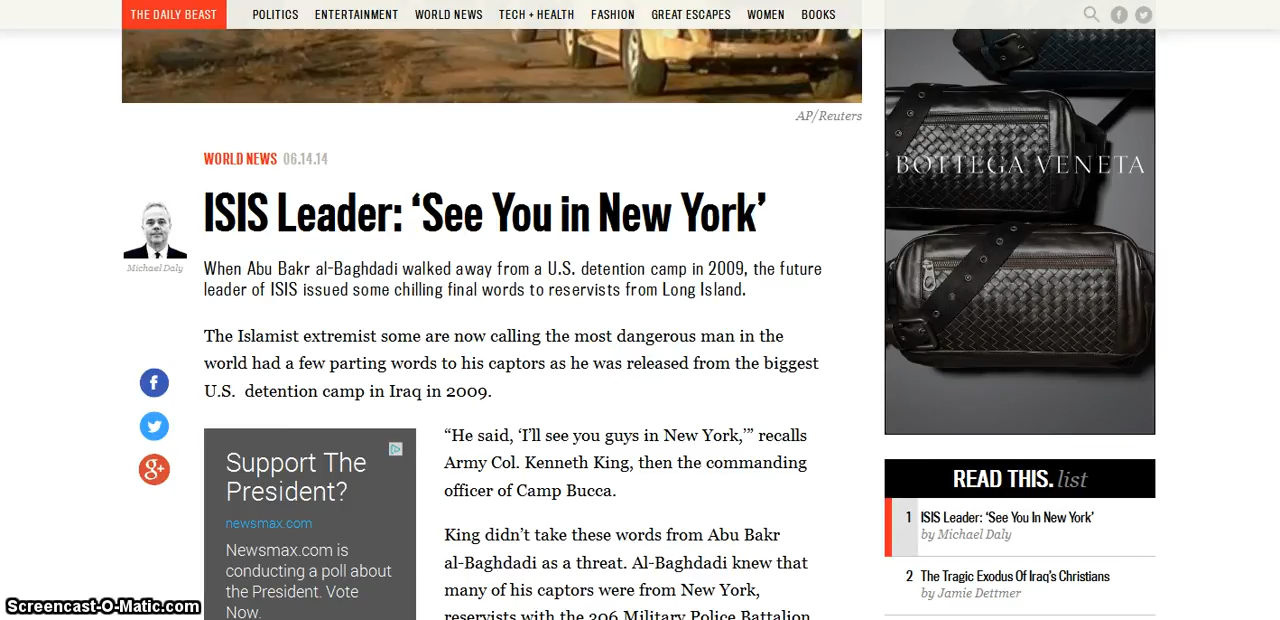 THE DAILY BEAST POLITICS ENTERTAINMENT WORLD NEWS TECH + HEALTH FASHION GREAT ESCAPES WOMEN BOOKS
AP/Reuters
WORLD NEWS 06.14.14
ISIS Leader: ‘See You in New York’
Michael Daly
When Abu Bakr al-Baghdadi walked away from a U.S. detention camp in 2009, the future
leader of ISIS issued some chilling final words to reservists from Long Island.
The Islamist extremist some are now calling the most dangerous man in the
world had a few parting words to his captors as he was released from the biggest
U.S. detention camp in Iraq in 2009.
f
g+
Support The
President?
newsmax.com
Newsmax.com is
conducting a poll about
the President. Vote
Now.
“He said, ‘I’ll see you guys in New York,’” recalls
Army Col. Kenneth King, then the commanding
officer of Camp Bucca.
King didn’t take these words from Abu Bakr
al-Baghdadi as a threat. Al-Baghdadi knew that
many of his captors were from New York,
reservists with the 306 Military Police Battalion
BOTTEGA VENETA
READ THIS. list
1 ISIS Leader: ‘See You In New York’
by Michael Daly
2 The Tragic Exodus Of Iraq’s Christians
by Jamie Dettmer
Screencast-O-Matic.com